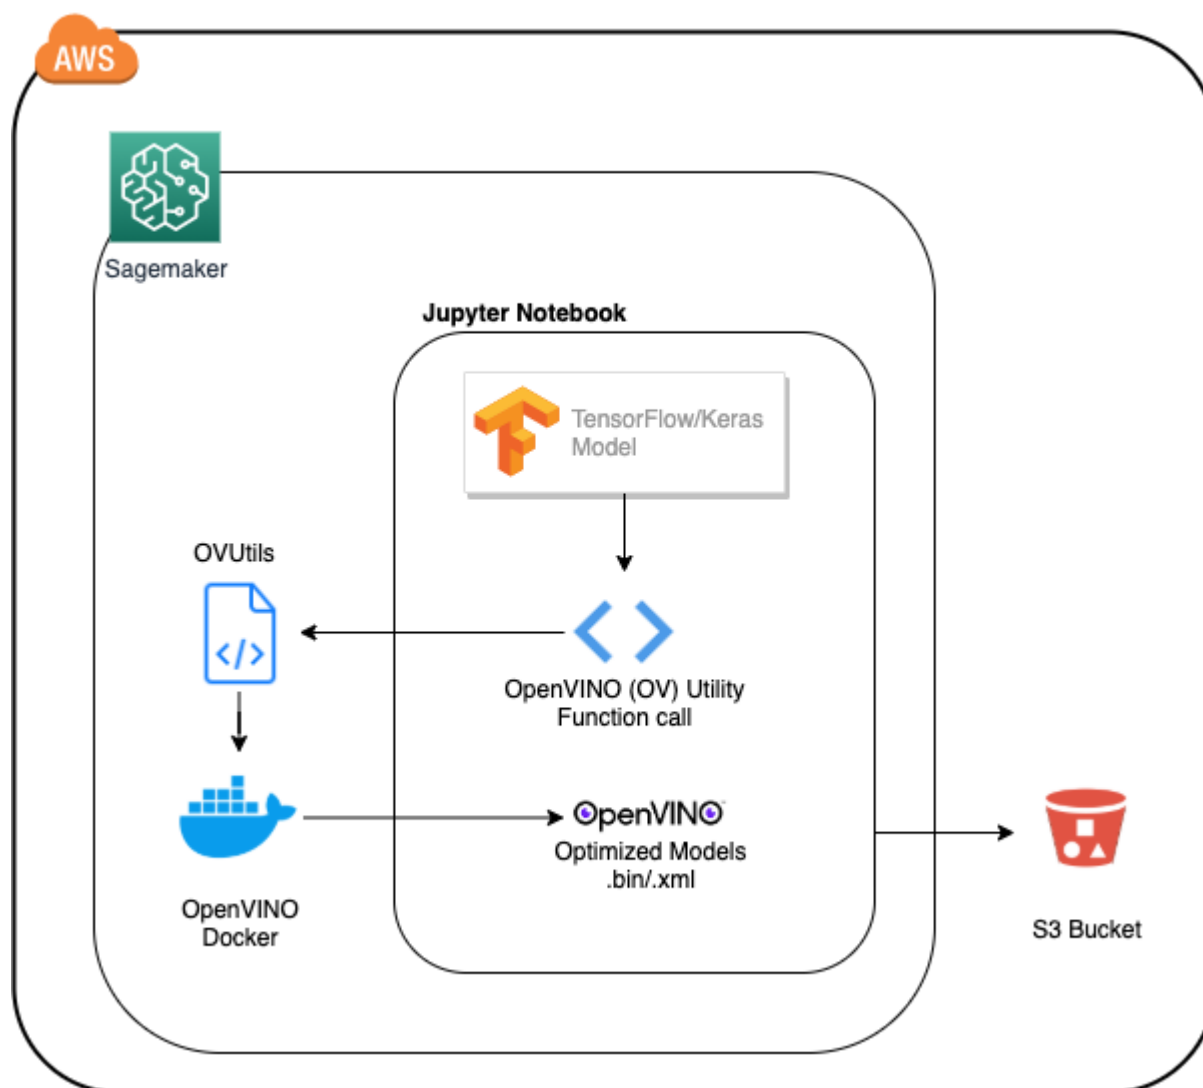 AWS
Sagemaker
Jupyter Notebook
TensorFlow/Keras
Model
OVUtils
</>
OpenVINO (OV) Utility
Function call
OpenVINO
Optimized Models
.bin/.xml
OpenVINO
Docker
S3 Bucket